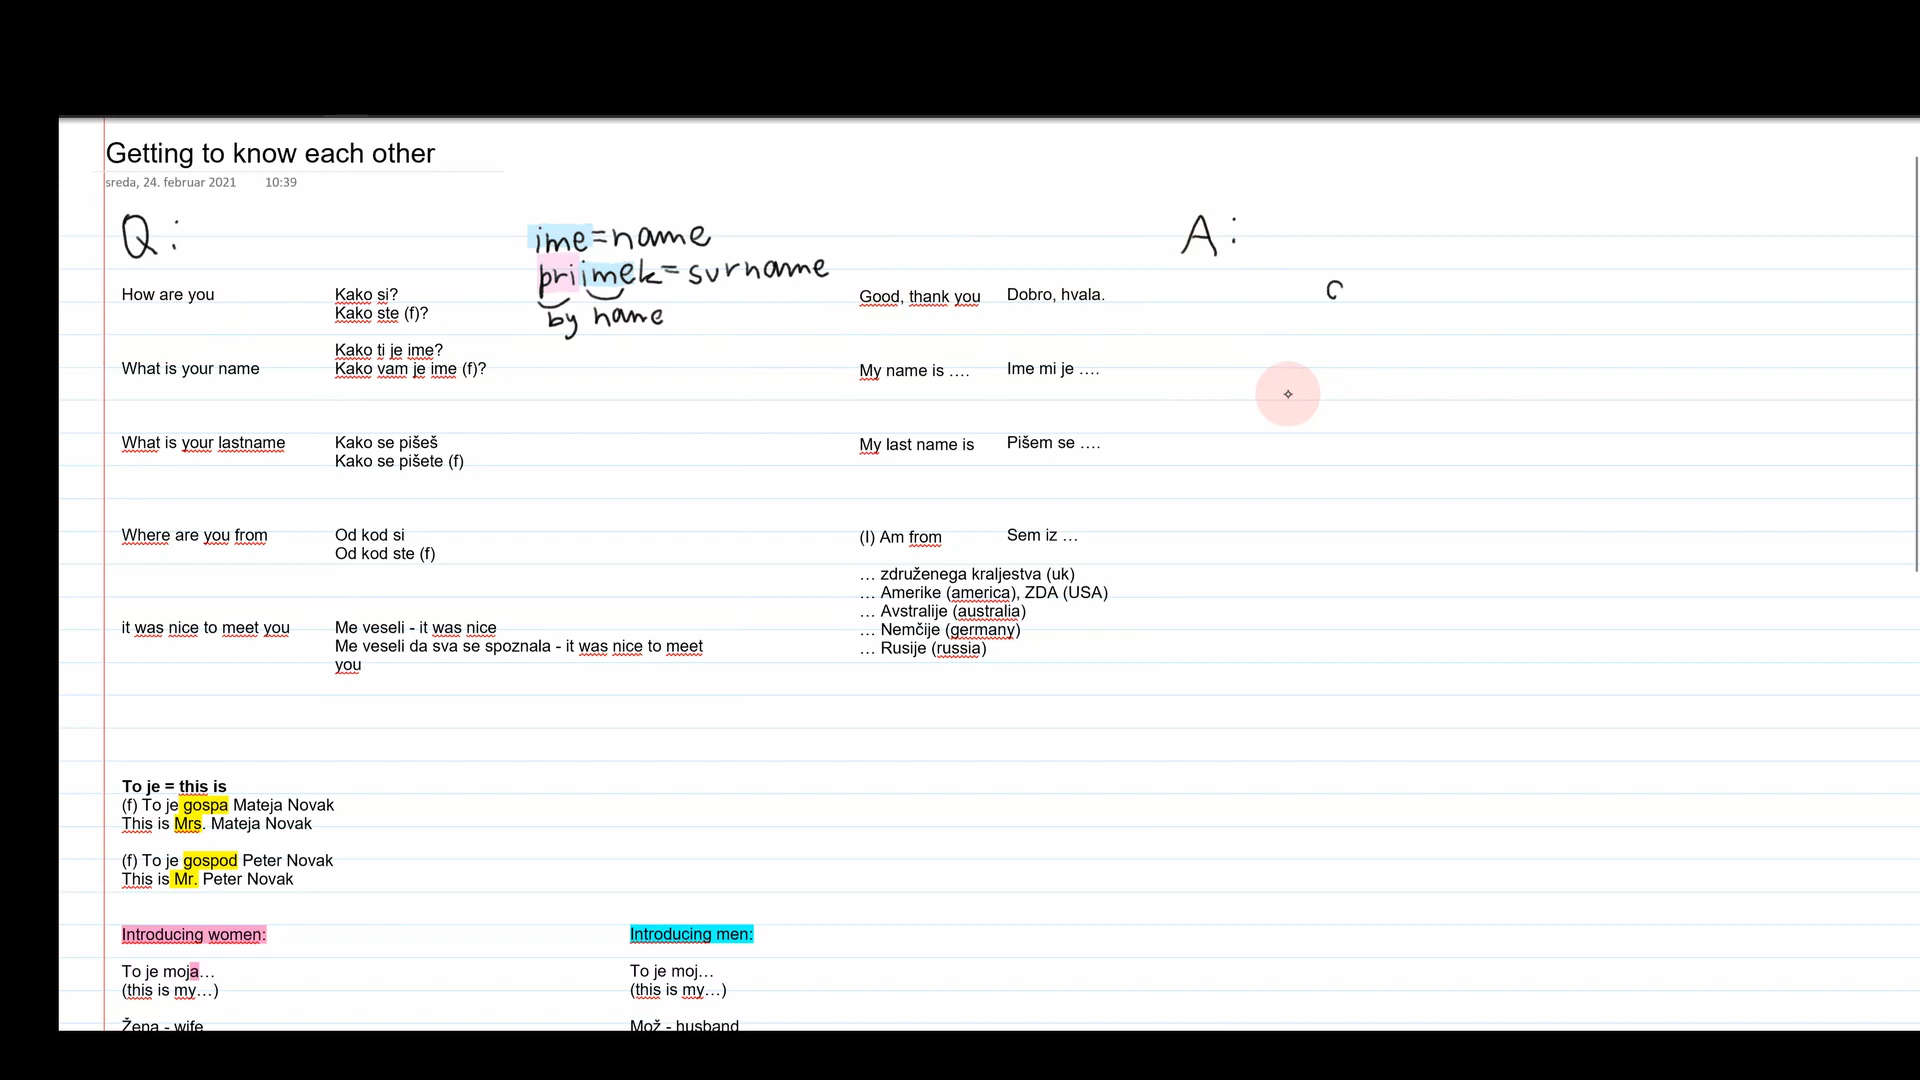 Getting to know each other
sreda, 24. februar 2021 10:39
Q:
ime=name
priimek=surname
by name
A:
How are you
Kako si?
Kako ste (f)?
Good, thank you
Dobro, hvala.
What is your name
Kako ti je ime?
Kako vam je ime (f)?
My name is ….
Ime mi je ….
What is your lastname
Kako se pišeš
Kako se pišete (f)
My last name is
Pišem se ….
Where are you from
Od kod si
Od kod ste (f)
(I) Am from
Sem iz …
… združenega kraljestva (uk)
… Amerike (america), ZDA (USA)
… Avstralije (australia)
… Nemčije (germany)
… Rusije (russia)
it was nice to meet you
Me veseli - it was nice
Me veseli da sva se spoznala - it was nice to meet
you
To je = this is
(f) To je gospa Mateja Novak
This is Mrs. Mateja Novak
(f) To je gospod Peter Novak
This is Mr. Peter Novak
Introducing women:
To je moja…
(this is my…)
Žena - wife
Introducing men:
To je moj…
(this is my…)
Mož - husband